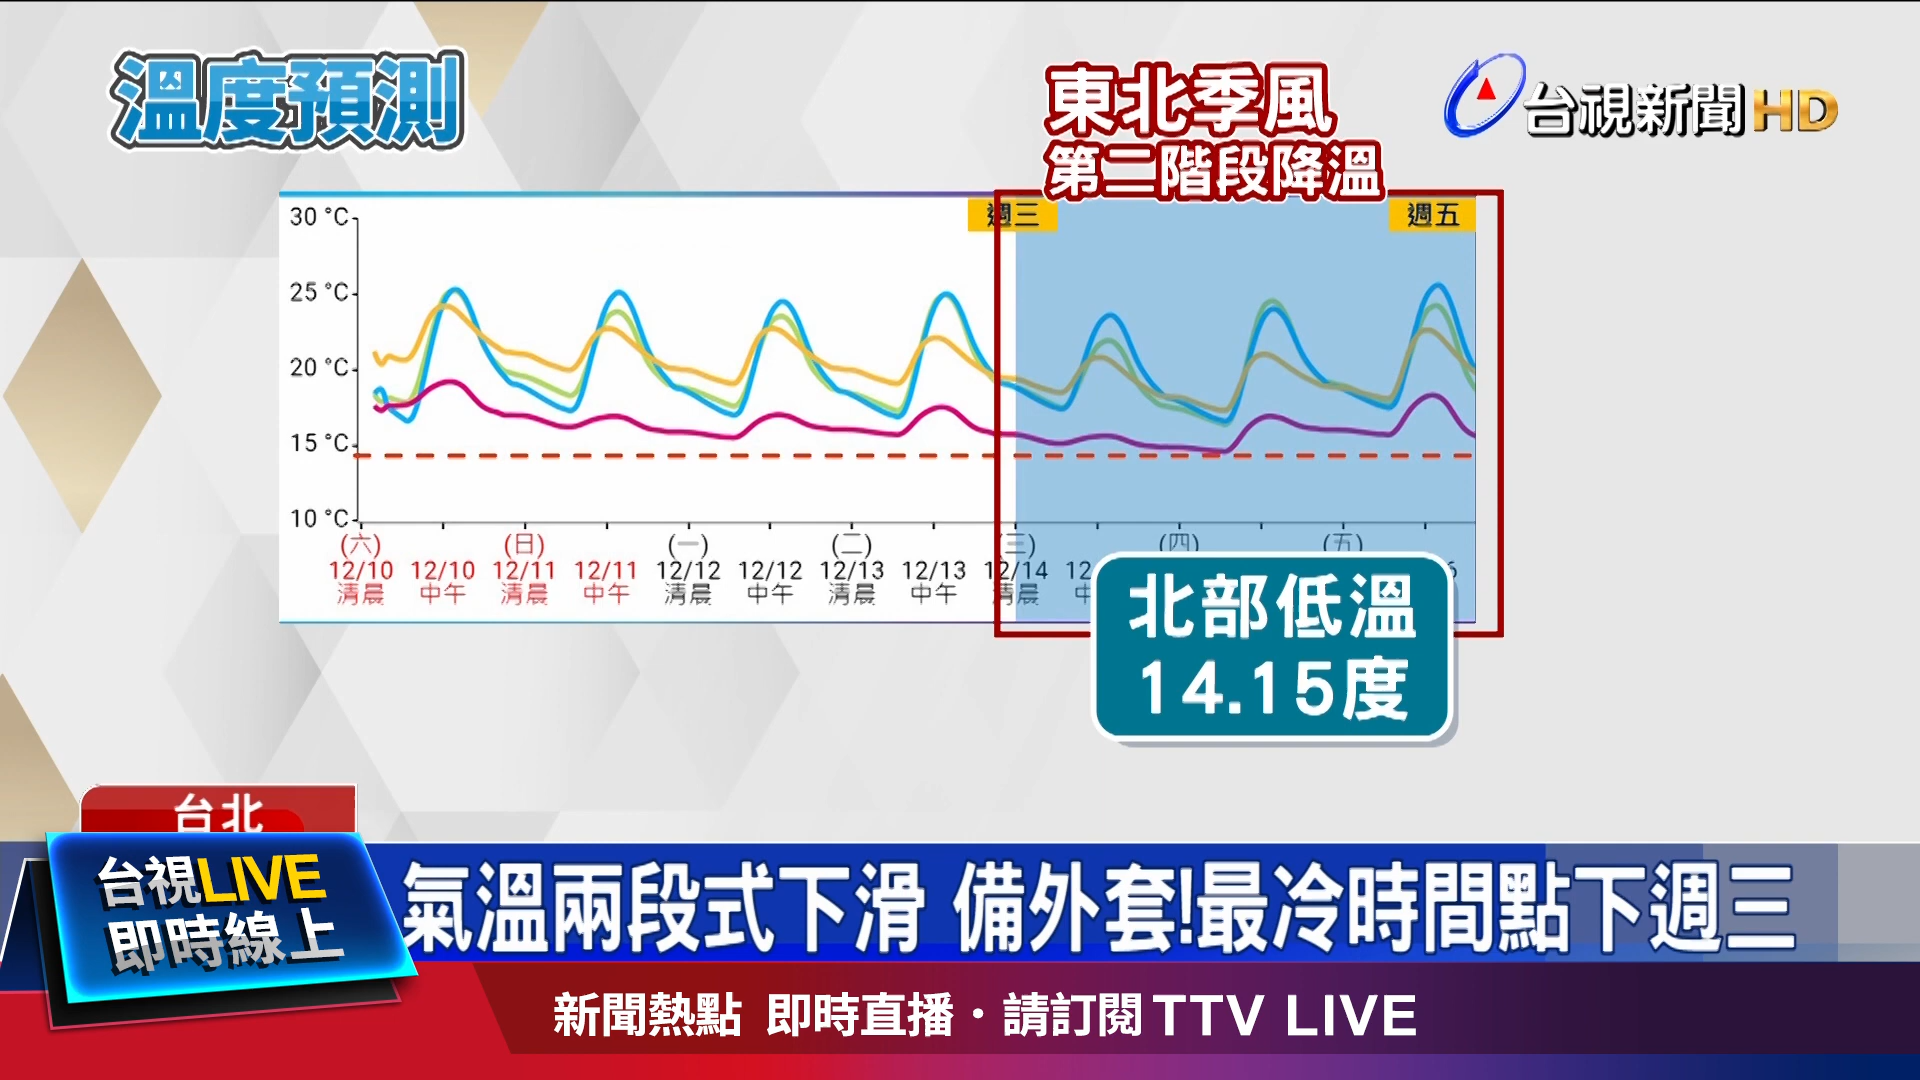 溫度預測
東北季風
第二階段降溫
台視新聞HD
週三
週五
30 °C
25 °C
20 °C
15 °C
10 °C
(六) (日) (一) (二) (三) (四) (五)
12/10 12/10 12/11 12/11 12/12 12/12 12/13 12/13 12/14 12
清晨 中午 清晨 中午 清晨 中午 清晨 中午 清晨
北部低溫
14.15度
台北
台視LIVE
即時線上
氣溫兩段式下滑 備外套!最冷時間點下週三
新聞熱點 即時直播・請訂閱TTV LIVE